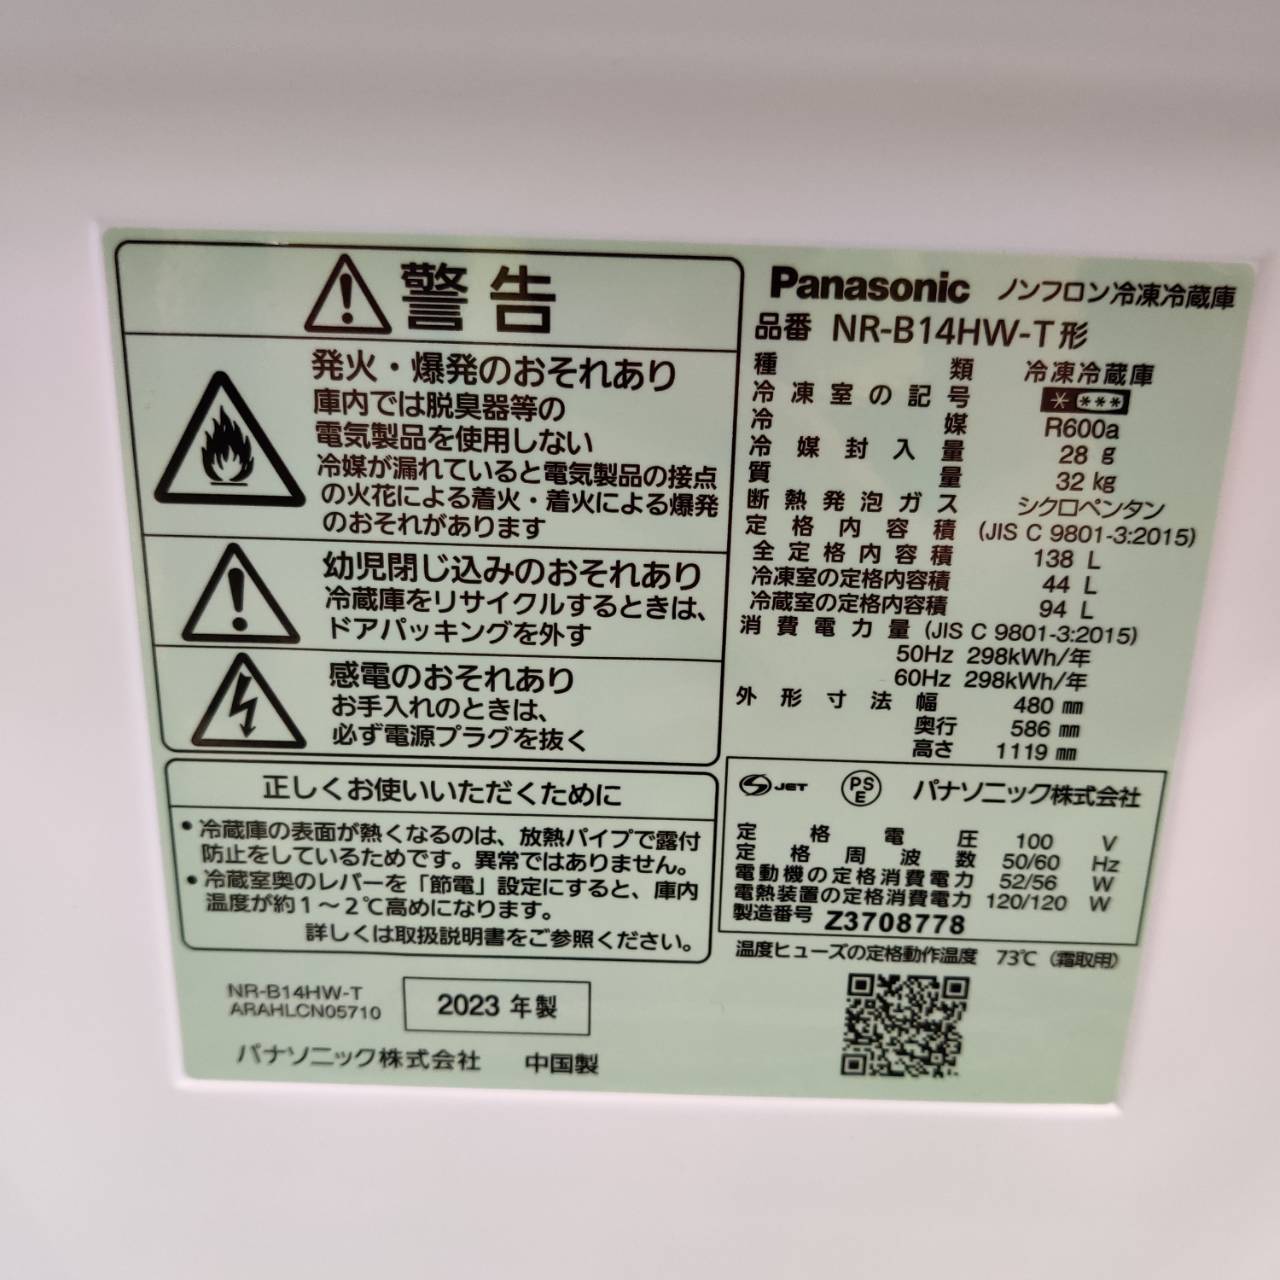 警告
発火・爆発のおそれあり
庫内では脱臭器等の
電気製品を使用しない
冷媒が漏れていると電気製品の接点
の火花による着火・着火による爆発
のおそれがあります
幼児閉じ込みのおそれあり
冷蔵庫をリサイクルするときは、
ドアパッキングを外す
感電のおそれあり
お手入れのときは、
必ず電源プラグを抜く
正しくお使いいただくために
•冷蔵庫の表面が熱くなるのは、放熱パイプで露付
防止をしているためです。異常ではありません。
•冷蔵室奥のレバーを「節電」設定にすると、庫内
温度が約1～2℃高めになります。
詳しくは取扱説明書をご参照ください。
NR-B14HW-T
ARAHLCN05710
2023 年製
パナソニック株式会社 中国製
Panasonic ノンフロン冷凍冷蔵庫
品番 NR-B14HW-T形
種類 冷凍冷蔵庫
冷凍室の記号 * ***
冷媒 R600a
冷媒封入量 28 g
質量 32 kg
断熱発泡ガス シクロペンタン
定格内容積 (JIS C 9801-3:2015)
全定格内容積 138 L
冷凍室の定格内容積 44 L
冷蔵室の定格内容積 94 L
消費電力量 (JIS C 9801-3:2015)
50Hz 298kWh/年
60Hz 298kWh/年
外形寸法 幅 480 ㎜
奥行 586 ㎜
高さ 1119 ㎜
S JET PSE パナソニック株式会社
定格電圧 100 V
定格周波数 50/60 Hz
電動機の定格消費電力 52/56 W
電熱装置の定格消費電力 120/120 W
製造番号 Z3708778
温度ヒューズの定格動作温度 73℃（霜取用）